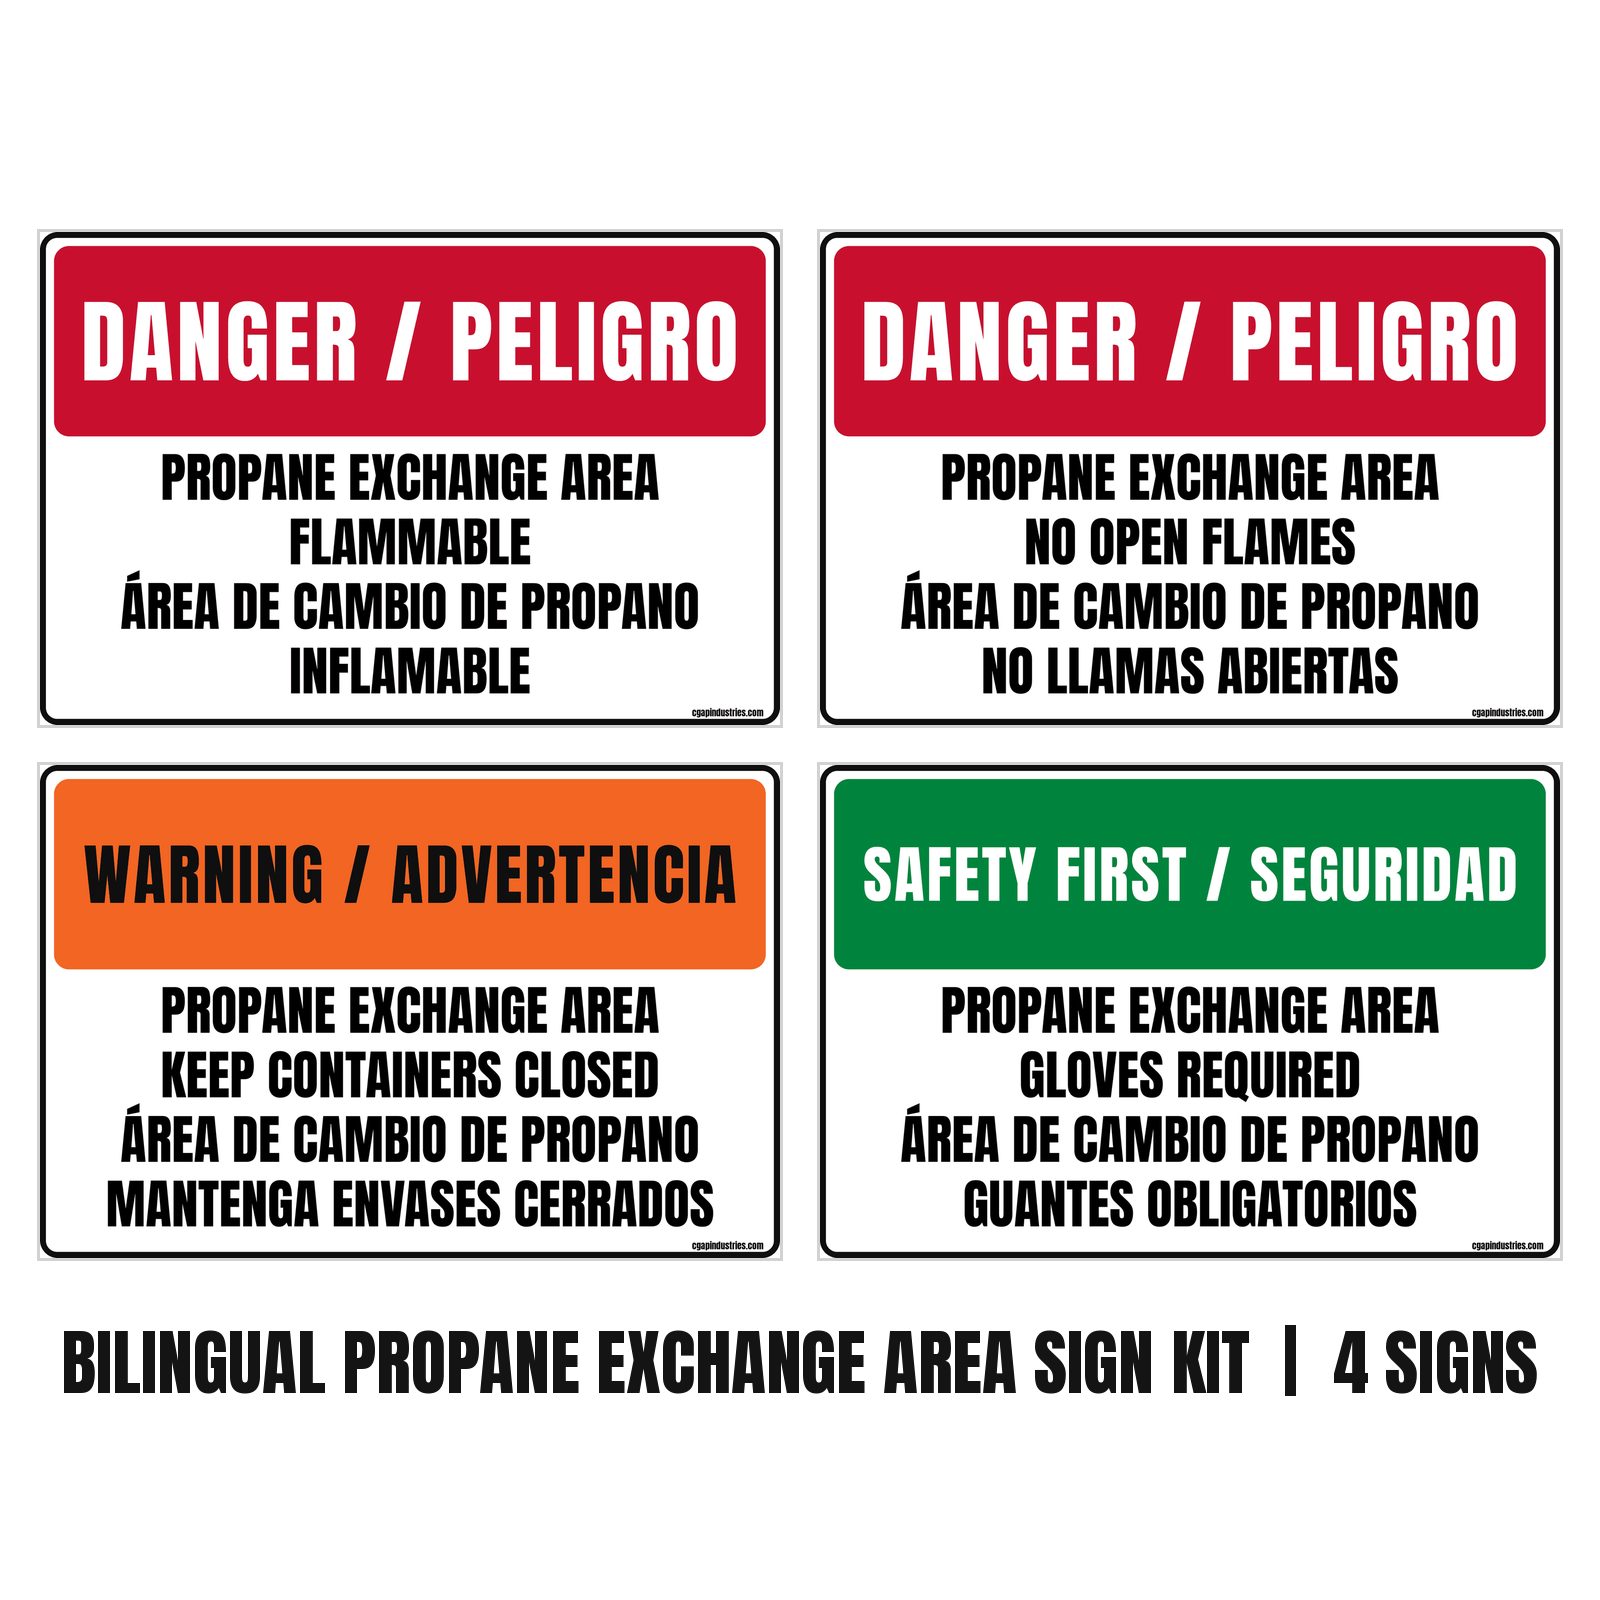 DANGER / PELIGRO
PROPANE EXCHANGE AREA
FLAMMABLE
ÁREA DE CAMBIO DE PROPANO
INFLAMABLE
cgapindustries.com
DANGER / PELIGRO
PROPANE EXCHANGE AREA
NO OPEN FLAMES
ÁREA DE CAMBIO DE PROPANO
NO LLAMAS ABIERTAS
cgapindustries.com
WARNING / ADVERTENCIA
PROPANE EXCHANGE AREA
KEEP CONTAINERS CLOSED
ÁREA DE CAMBIO DE PROPANO
MANTENGA ENVASES CERRADOS
cgapindustries.com
SAFETY FIRST / SEGURIDAD
PROPANE EXCHANGE AREA
GLOVES REQUIRED
ÁREA DE CAMBIO DE PROPANO
GUANTES OBLIGATORIOS
cgapindustries.com
BILINGUAL PROPANE EXCHANGE AREA SIGN KIT | 4 SIGNS